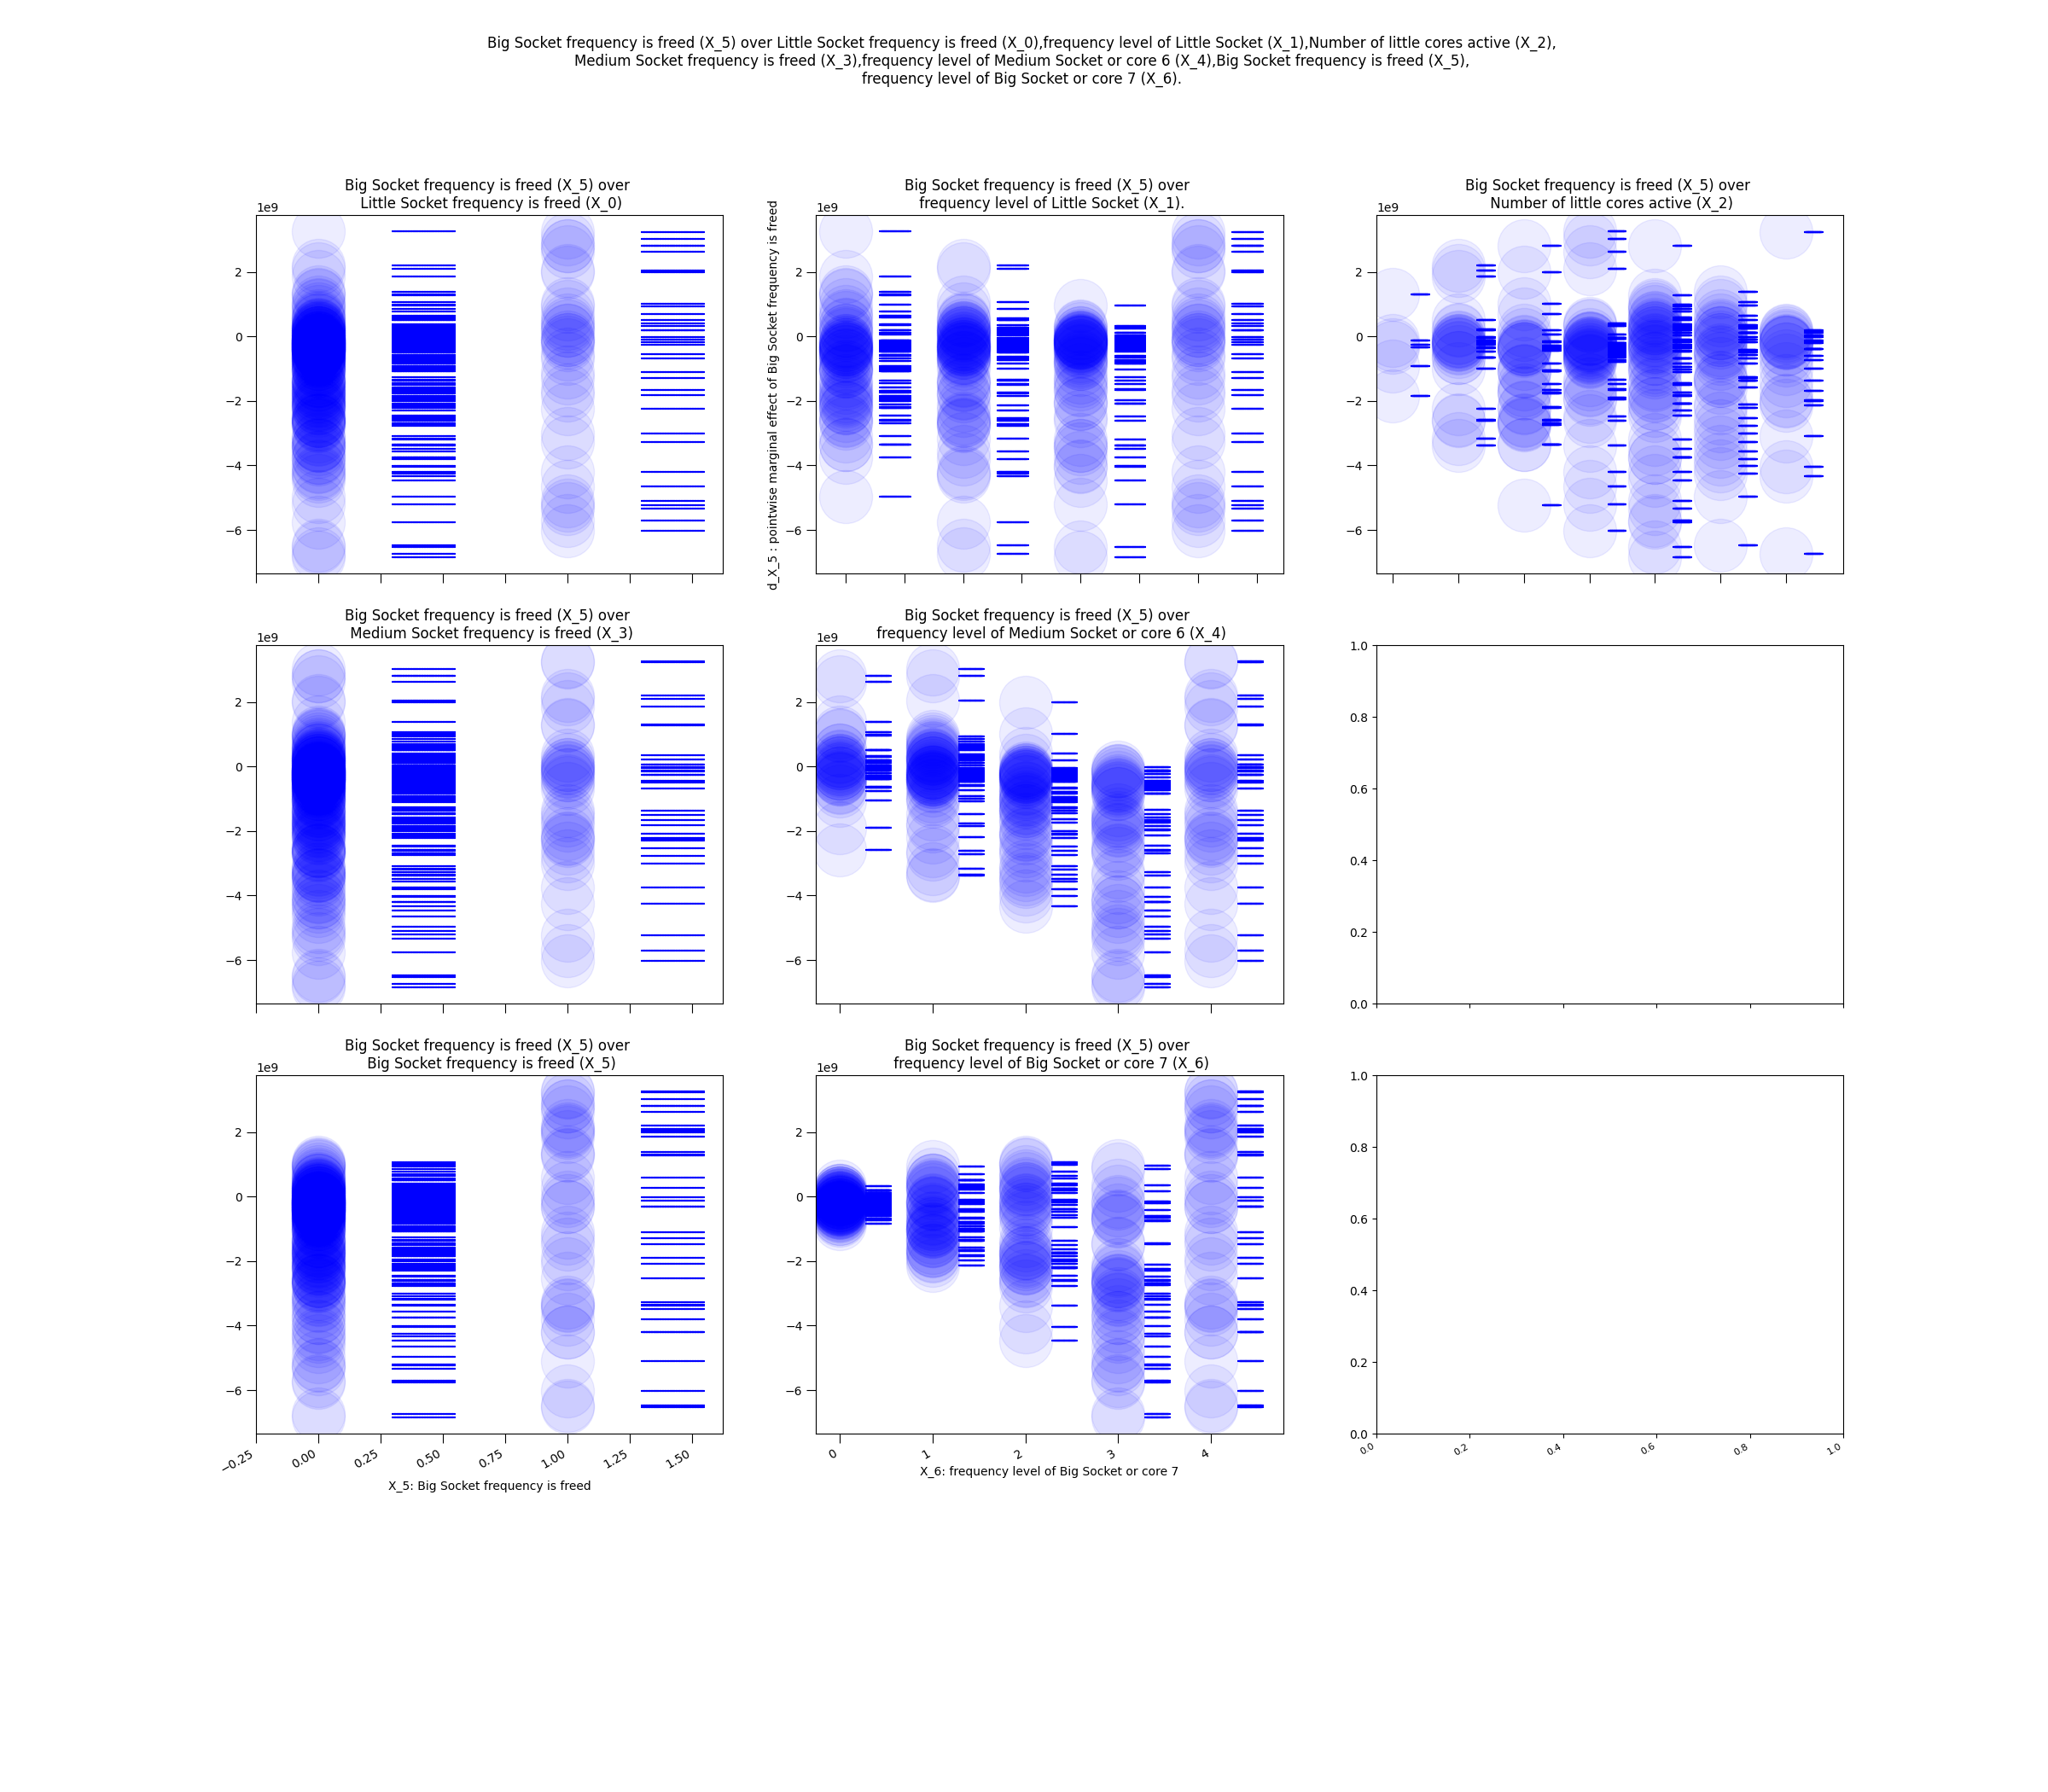 Big Socket frequency is freed (X_5) over Little Socket frequency is freed (X_0),frequency level of Little Socket (X_1),Number of little cores active (X_2),
Medium Socket frequency is freed (X_3),frequency level of Medium Socket or core 6 (X_4),Big Socket frequency is freed (X_5),
frequency level of Big Socket or core 7 (X_6).
Big Socket frequency is freed (X_5) over
Little Socket frequency is freed (X_0)
1e9
2
0
−2
−4
−6
Big Socket frequency is freed (X_5) over
frequency level of Little Socket (X_1).
1e9
d_X_5 : pointwise marginal effect of Big Socket frequency is freed
2
0
−2
−4
−6
Big Socket frequency is freed (X_5) over
Number of little cores active (X_2)
1e9
2
0
−2
−4
−6
Big Socket frequency is freed (X_5) over
Medium Socket frequency is freed (X_3)
1e9
2
0
−2
−4
−6
Big Socket frequency is freed (X_5) over
frequency level of Medium Socket or core 6 (X_4)
1e9
2
0
−2
−4
−6
1.0
0.8
0.6
0.4
0.2
0.0
Big Socket frequency is freed (X_5) over
Big Socket frequency is freed (X_5)
1e9
2
0
−2
−4
−6
−0.25 0.00 0.25 0.50 0.75 1.00 1.25 1.50
X_5: Big Socket frequency is freed
Big Socket frequency is freed (X_5) over
frequency level of Big Socket or core 7 (X_6)
1e9
2
0
−2
−4
−6
0 1 2 3 4
X_6: frequency level of Big Socket or core 7
1.0
0.8
0.6
0.4
0.2
0.0
0.0 0.2 0.4 0.6 0.8 1.0